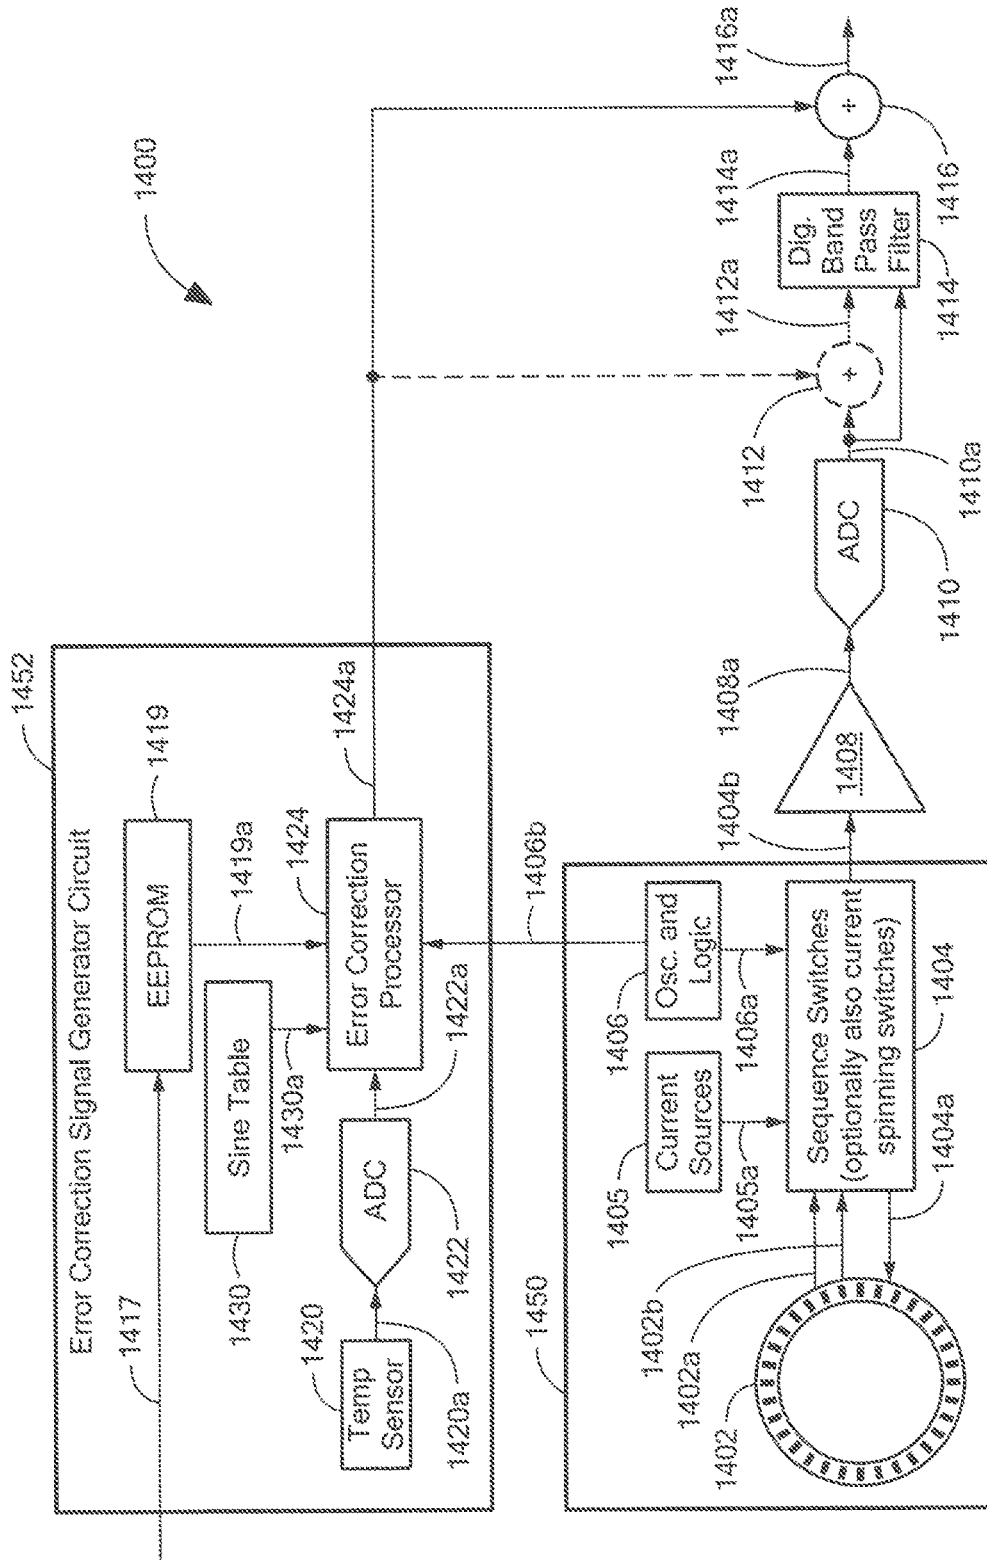 1400
1452
Error Correction Signal Generator Circuit
1417
EEPROM
1419
1419a
Sine Table
1430
1430a
Error Correction
Processor
1424
1424a
Temp
Sensor
1420
1420a
ADC
1422
1422a
1406b
1450
1402
1402a
1402b
Current
Sources
1405
1405a
Osc. and
Logic
1406
1406a
Sequence Switches
(optionally also current
spinning switches)
1404
1404a
1404b
1408
1408a
ADC
1410
1410a
+
1412
1412a
Dig.
Band
Pass
Filter
1414
1414a
+
1416
1416a